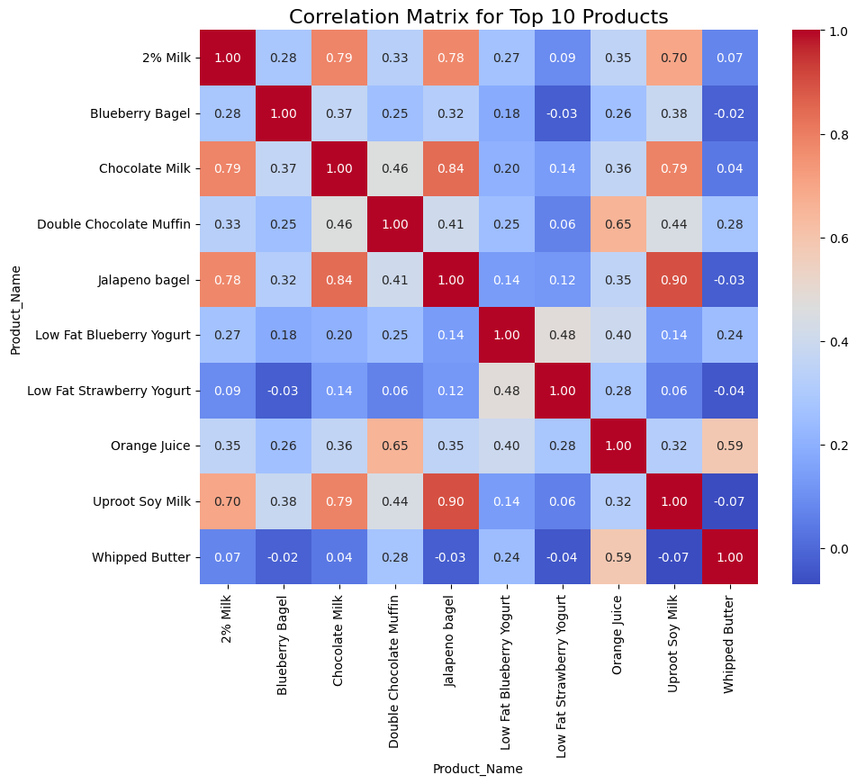 Correlation Matrix for Top 10 Products
Product_Name
2% Milk 1.00 0.28 0.79 0.33 0.78 0.27 0.09 0.35 0.70 0.07
Blueberry Bagel 0.28 1.00 0.37 0.25 0.32 0.18 -0.03 0.26 0.38 -0.02
Chocolate Milk 0.79 0.37 1.00 0.46 0.84 0.20 0.14 0.36 0.79 0.04
Double Chocolate Muffin 0.33 0.25 0.46 1.00 0.41 0.25 0.06 0.65 0.44 0.28
Jalapeno bagel 0.78 0.32 0.84 0.41 1.00 0.14 0.12 0.35 0.90 -0.03
Low Fat Blueberry Yogurt 0.27 0.18 0.20 0.25 0.14 1.00 0.48 0.40 0.14 0.24
Low Fat Strawberry Yogurt 0.09 -0.03 0.14 0.06 0.12 0.48 1.00 0.28 0.06 -0.04
Orange Juice 0.35 0.26 0.36 0.65 0.35 0.40 0.28 1.00 0.32 0.59
Uproot Soy Milk 0.70 0.38 0.79 0.44 0.90 0.14 0.06 0.32 1.00 -0.07
Whipped Butter 0.07 -0.02 0.04 0.28 -0.03 0.24 -0.04 0.59 -0.07 1.00
2% Milk
Blueberry Bagel
Chocolate Milk
Double Chocolate Muffin
Jalapeno bagel
Low Fat Blueberry Yogurt
Low Fat Strawberry Yogurt
Orange Juice
Uproot Soy Milk
Whipped Butter
Product_Name
1.0
0.8
0.6
0.4
0.2
0.0